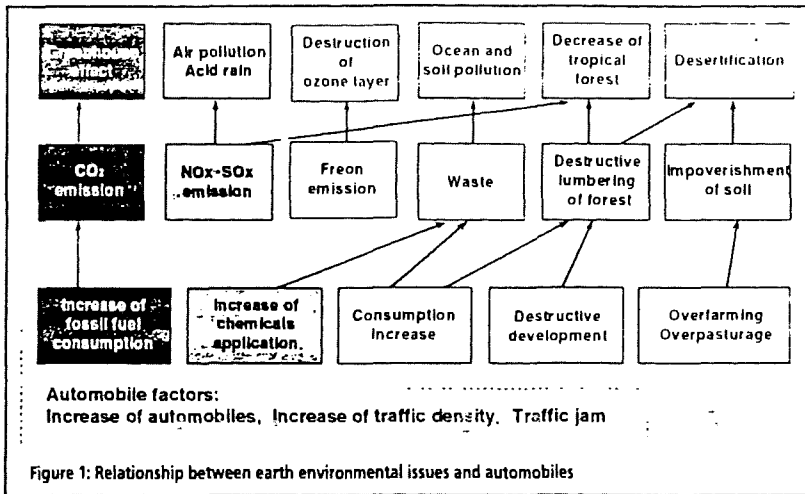 Air pollution
Acid rain
Destruction
of
ozone layer
Ocean and
soil pollution
Decrease of
tropical
forest
Desertification
CO₂
emission
NOx·SOx
emission
Freon
emission
Waste
Destructive
lumbering
of forest
Impoverishment
of soil
Increase of
fossil fuel
consumption
Increase of
chemicals
application
Consumption
increase
Destructive
development
Overfarming
Overpasturage
Automobile factors:
Increase of automobiles, Increase of traffic density. Traffic jam
Figure 1: Relationship between earth environmental issues and automobiles